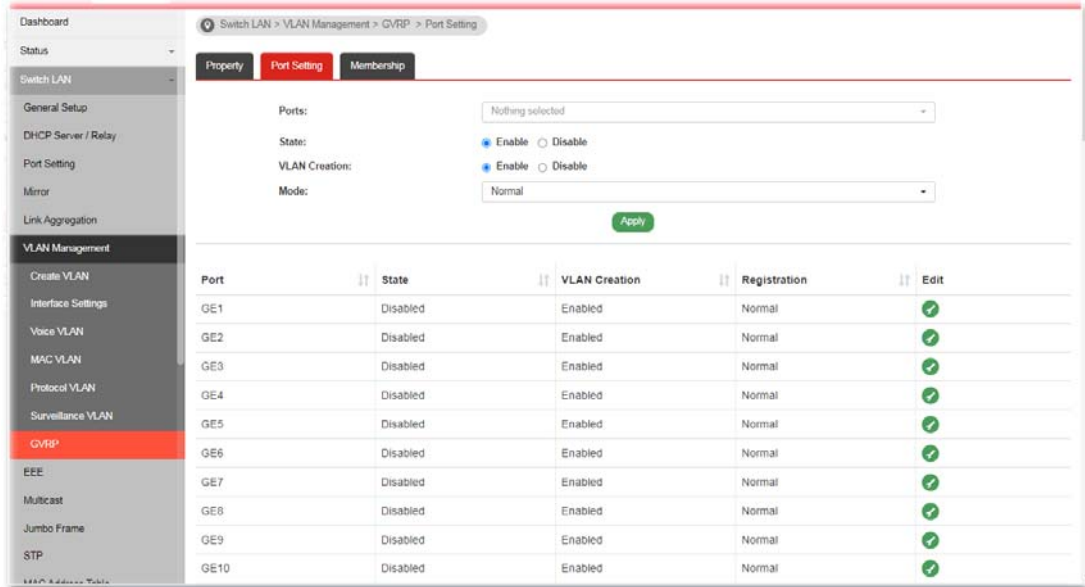 Dashboard
Status
Switch LAN
General Setup
DHCP Server / Relay
Port Setting
Mirror
Link Aggregation
VLAN Management
Create VLAN
Interface Settings
Voice VLAN
MAC VLAN
Protocol VLAN
Surveillance VLAN
GVRP
EEE
Multicast
Jumbo Frame
STP
MAC Address Table
Switch LAN > VLAN Management > GVRP > Port Setting
Property Port Setting Membership
Ports: Nothing selected
State: Enable Disable
VLAN Creation: Enable Disable
Mode: Normal
Apply
Port State VLAN Creation Registration Edit
GE1 Disabled Enabled Normal
GE2 Disabled Enabled Normal
GE3 Disabled Enabled Normal
GE4 Disabled Enabled Normal
GE5 Disabled Enabled Normal
GE6 Disabled Enabled Normal
GE7 Disabled Enabled Normal
GE8 Disabled Enabled Normal
GE9 Disabled Enabled Normal
GE10 Disabled Enabled Normal